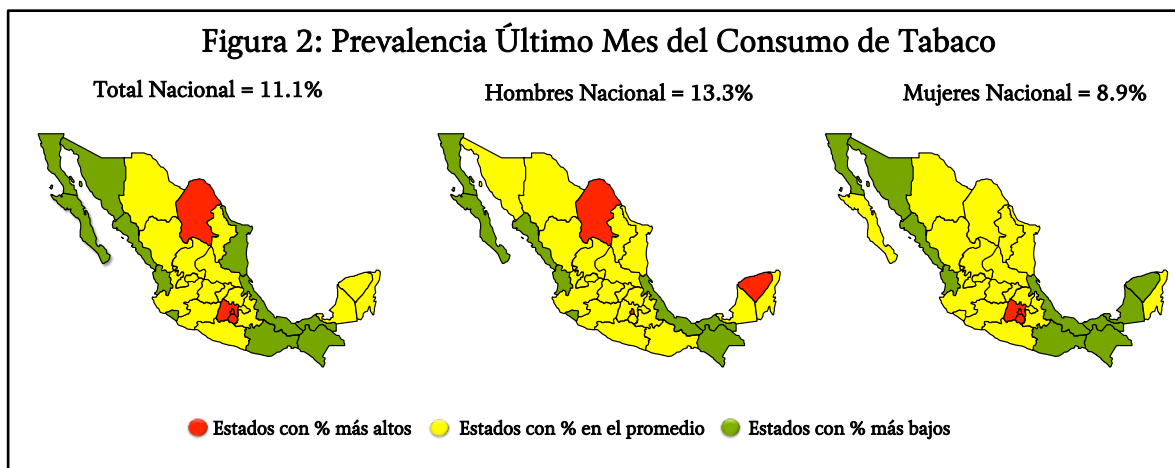 Figura 2: Prevalencia Último Mes del Consumo de Tabaco
Total Nacional = 11.1%
Hombres Nacional = 13.3%
Mujeres Nacional = 8.9%
Estados con % más altos
Estados con % en el promedio
Estados con % más bajos